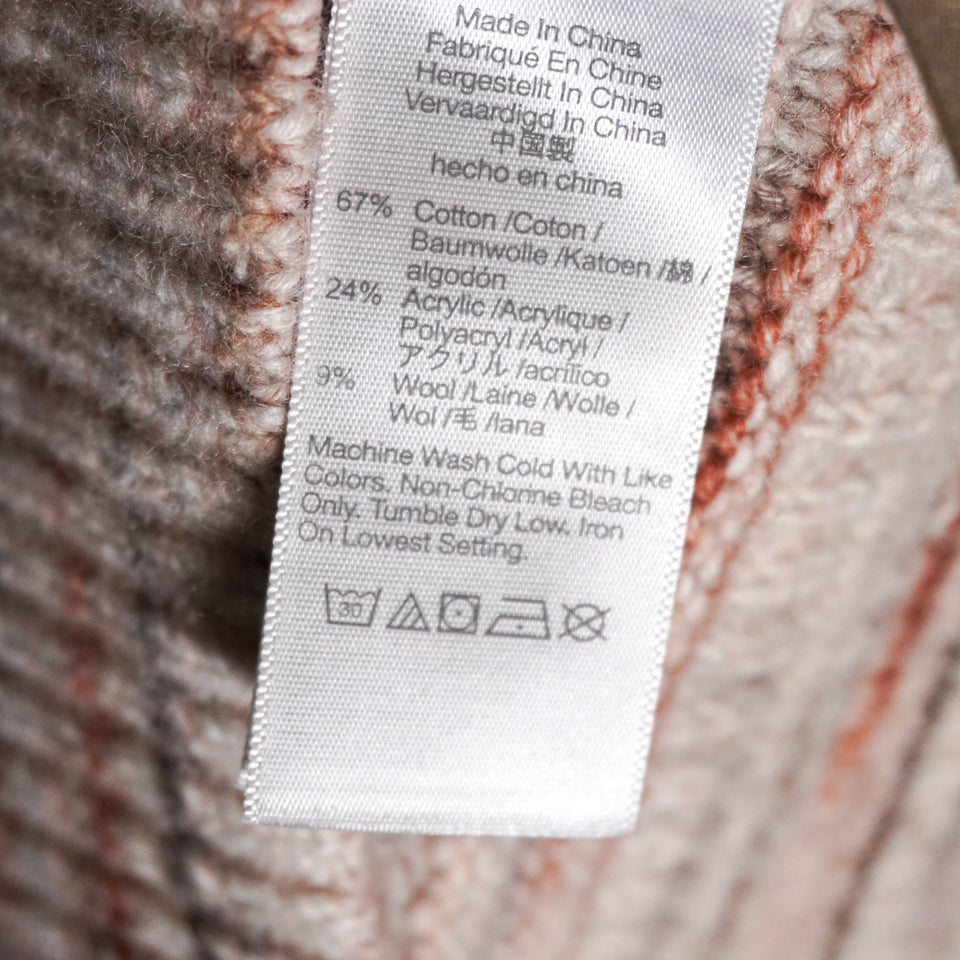 Made In China
Fabriqué En Chine
Hergestellt In China
Vervaardigd In China
中国製
hecho en china
67% Cotton /Coton /
Baumwolle /Katoen /綿 /
algodón
24% Acrylic /Acrylique /
Polyacryl /Acryl /
アクリル /acrílico
9% Wool /Laine /Wolle /
Wol /毛 /lana
Machine Wash Cold With Like
Colors. Non-Chlorine Bleach
Only. Tumble Dry Low. Iron
On Lowest Setting.
30